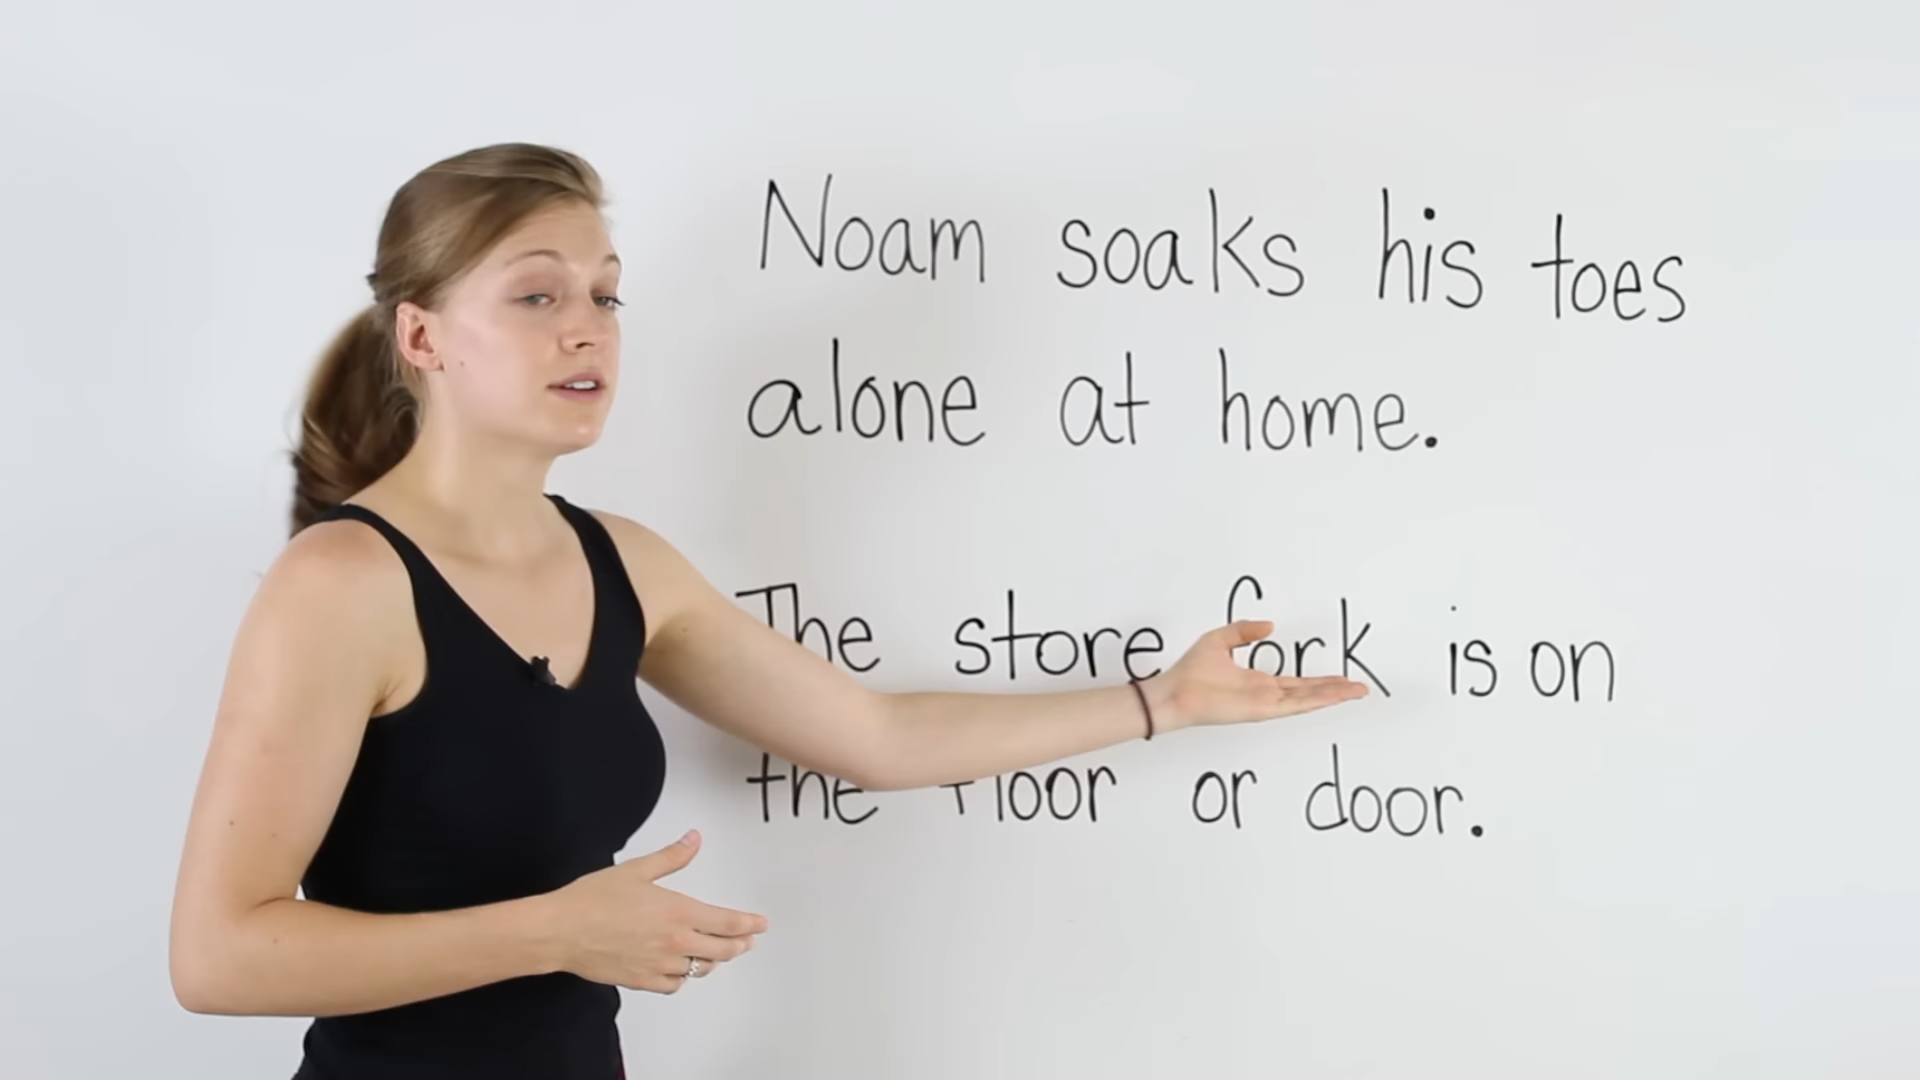 Noam soaks his toes
alone at home.
The store fork is on
the floor or door.